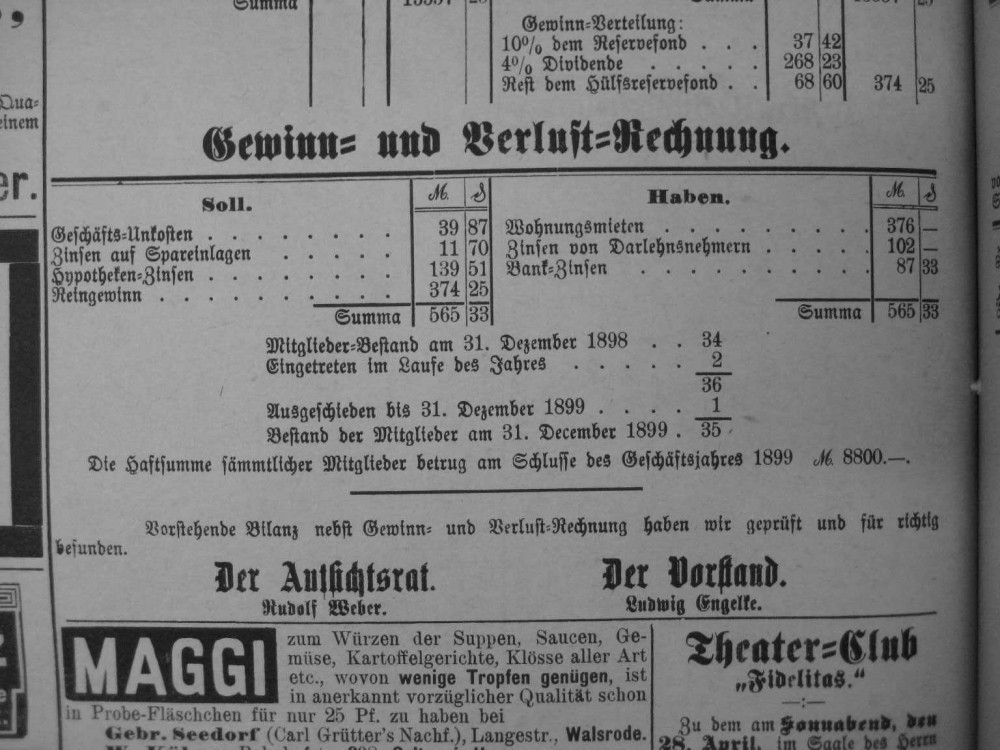 Summa
Gewinn-Verteilung:
10% dem Reservefond . . . 37 42
4% Dividende . . . . . 268 23
Rest dem Hülfsreservefond . . 68 60 374 25
Qua-
einem
er.
Gewinn- und Verlust-Rechnung.
Soll. M. ₰ Haben. M. ₰
Geschäfts-Unkosten . . . . . . . . 39 87 Wohnungsmieten . . . . . . . . 376 —
Zinsen auf Spareinlagen . . . . . 11 70 Zinsen von Darlehnsnehmern . . . . . 102 —
Hypotheken-Zinsen . . . . . . . . 139 51 Bank-Zinsen . . . . . . . . . . 87 33
Reingewinn . . . . . . . . . . 374 25
Summa 565 33 Summa 565 33
Mitglieder-Bestand am 31. Dezember 1898 . . 34
Eingetreten im Laufe des Jahres . . . . . 2
36
Ausgeschieden bis 31. Dezember 1899 . . . . 1
Bestand der Mitglieder am 31. December 1899 . 35
Die Haftsumme sämmtlicher Mitglieder betrug am Schlusse des Geschäftsjahres 1899 M. 8800.—.
Vorstehende Bilanz nebst Gewinn- und Verlust-Rechnung haben wir geprüft und für richtig
befunden.
Der Aufsichtsrat. Der Vorstand.
Rudolf Weber. Ludwig Engelke.
MAGGI
zum Würzen der Suppen, Saucen, Ge-
müse, Kartoffelgerichte, Klösse aller Art
etc., wovon wenige Tropfen genügen, ist
in anerkannt vorzüglicher Qualität schon
in Probe-Fläschchen für nur 25 Pf. zu haben bei
Gebr. Seedorf (Carl Grütter's Nachf.), Langestr., Walsrode.
Theater-Club
„Fidelitas."
—:—
Zu dem am Sonnabend, den
28. April, im Saale des Herrn